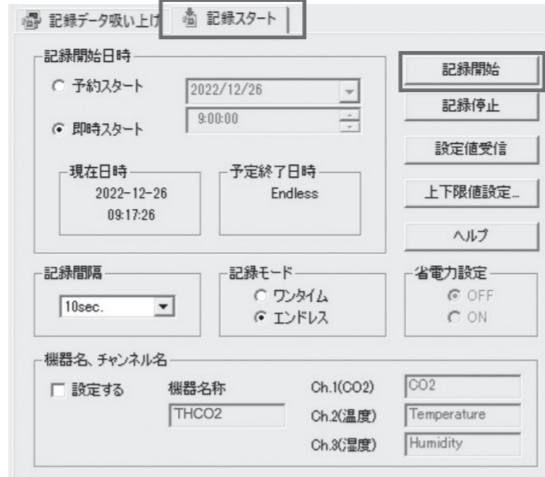 記録データ吸い上げ
記録スタート
記録開始日時
予約スタート
2022/12/26
即時スタート
9:00:00
現在日時
2022-12-26
09:17:26
予定終了日時
Endless
記録開始
記録停止
設定値受信
上下限値設定...
ヘルプ
記録間隔
10sec.
記録モード
ワンタイム
エンドレス
省電力設定
OFF
ON
機器名、チャンネル名
設定する
機器名称
THCO2
Ch.1(CO2)
CO2
Ch.2(温度)
Temperature
Ch.3(湿度)
Humidity